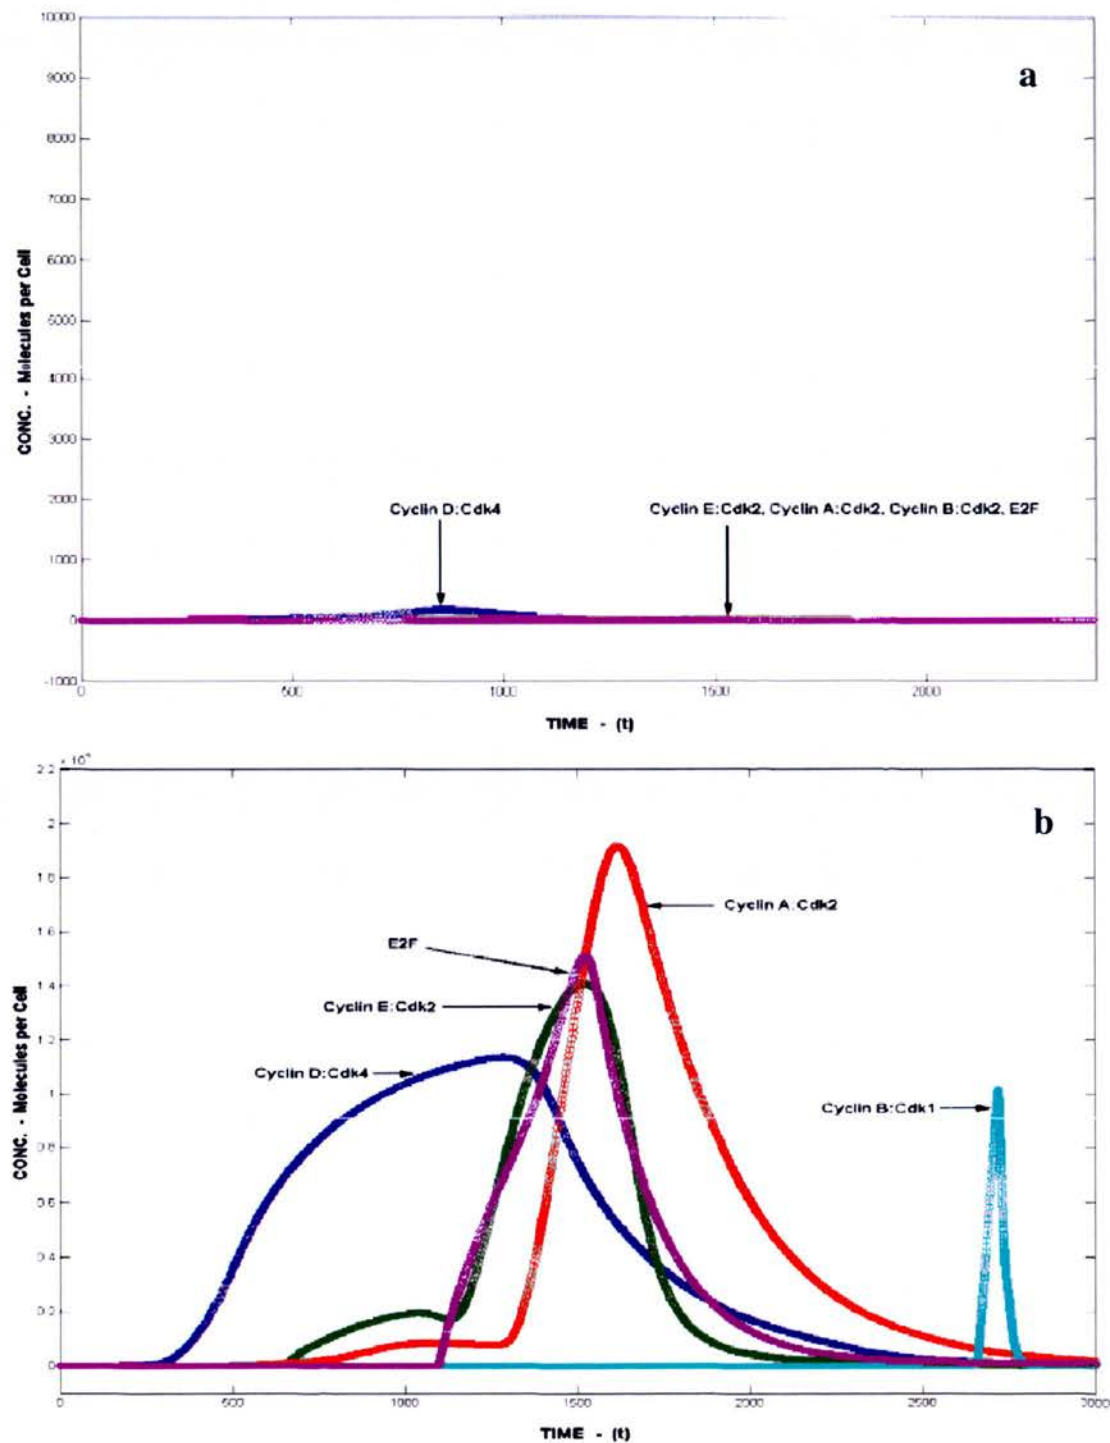 a
10000
9000
8000
7000
6000
5000
4000
3000
2000
1000
0
-1000
CONC. - Molecules per Cell
Cyclin D:Cdk4
Cyclin E:Cdk2, Cyclin A:Cdk2, Cyclin B:Cdk2, E2F
0 500 1000 1500 2000
TIME - (t)
b
2.2
2
1.8
1.6
1.4
1.2
1
0.8
0.6
0.4
0.2
0
CONC. - Molecules per Cell
Cyclin A:Cdk2
E2F
Cyclin E:Cdk2
Cyclin D:Cdk4
Cyclin B:Cdk1
0 500 1000 1500 2000 2500 3000
TIME - (t)